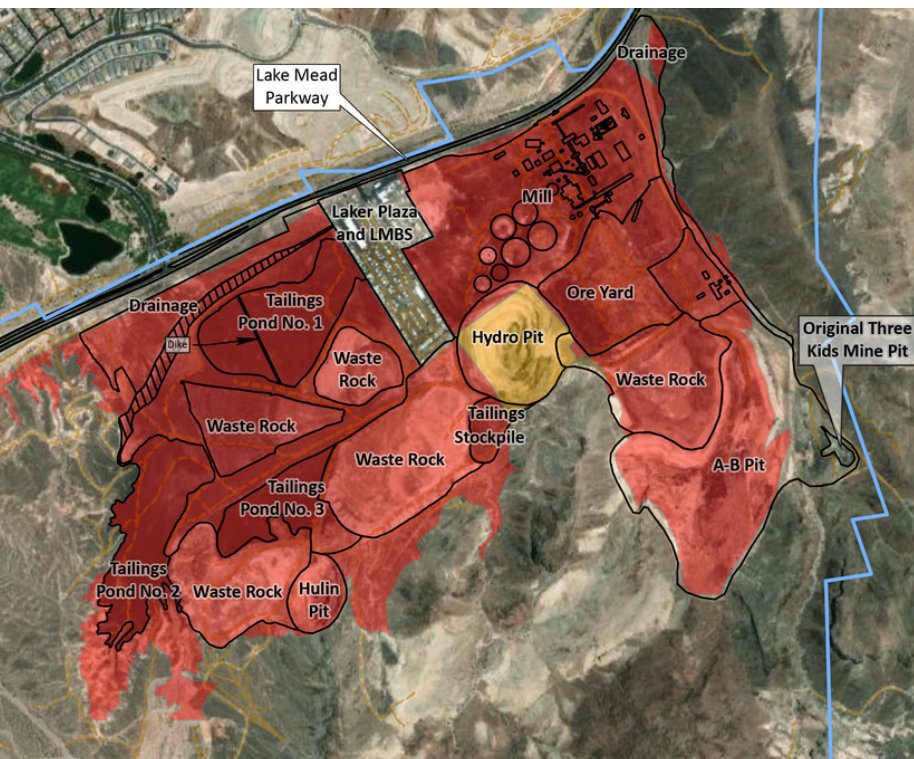 Drainage
Lake Mead
Parkway
Mill
Laker Plaza
and LMBS
Ore Yard
Drainage
Tailings
Pond No. 1
Dike
Hydro Pit
Original Three
Kids Mine Pit
Waste
Rock
Waste Rock
Waste Rock
Tailings
Stockpile
Waste Rock
A-B Pit
Tailings
Pond No. 3
Tailings
Pond No. 2
Waste Rock
Hulin
Pit